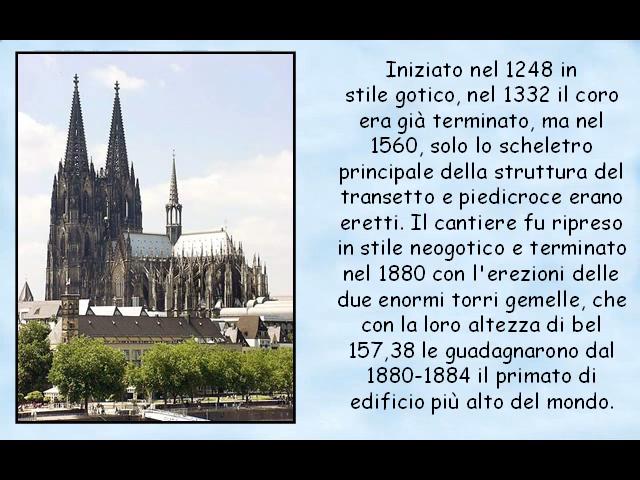 Iniziato nel 1248 in
stile gotico, nel 1332 il coro
era già terminato, ma nel
1560, solo lo scheletro
principale della struttura del
transetto e piedicroce erano
eretti. Il cantiere fu ripreso
in stile neogotico e terminato
nel 1880 con l'erezioni delle
due enormi torri gemelle, che
con la loro altezza di bel
157,38 le guadagnarono dal
1880-1884 il primato di
edificio più alto del mondo.